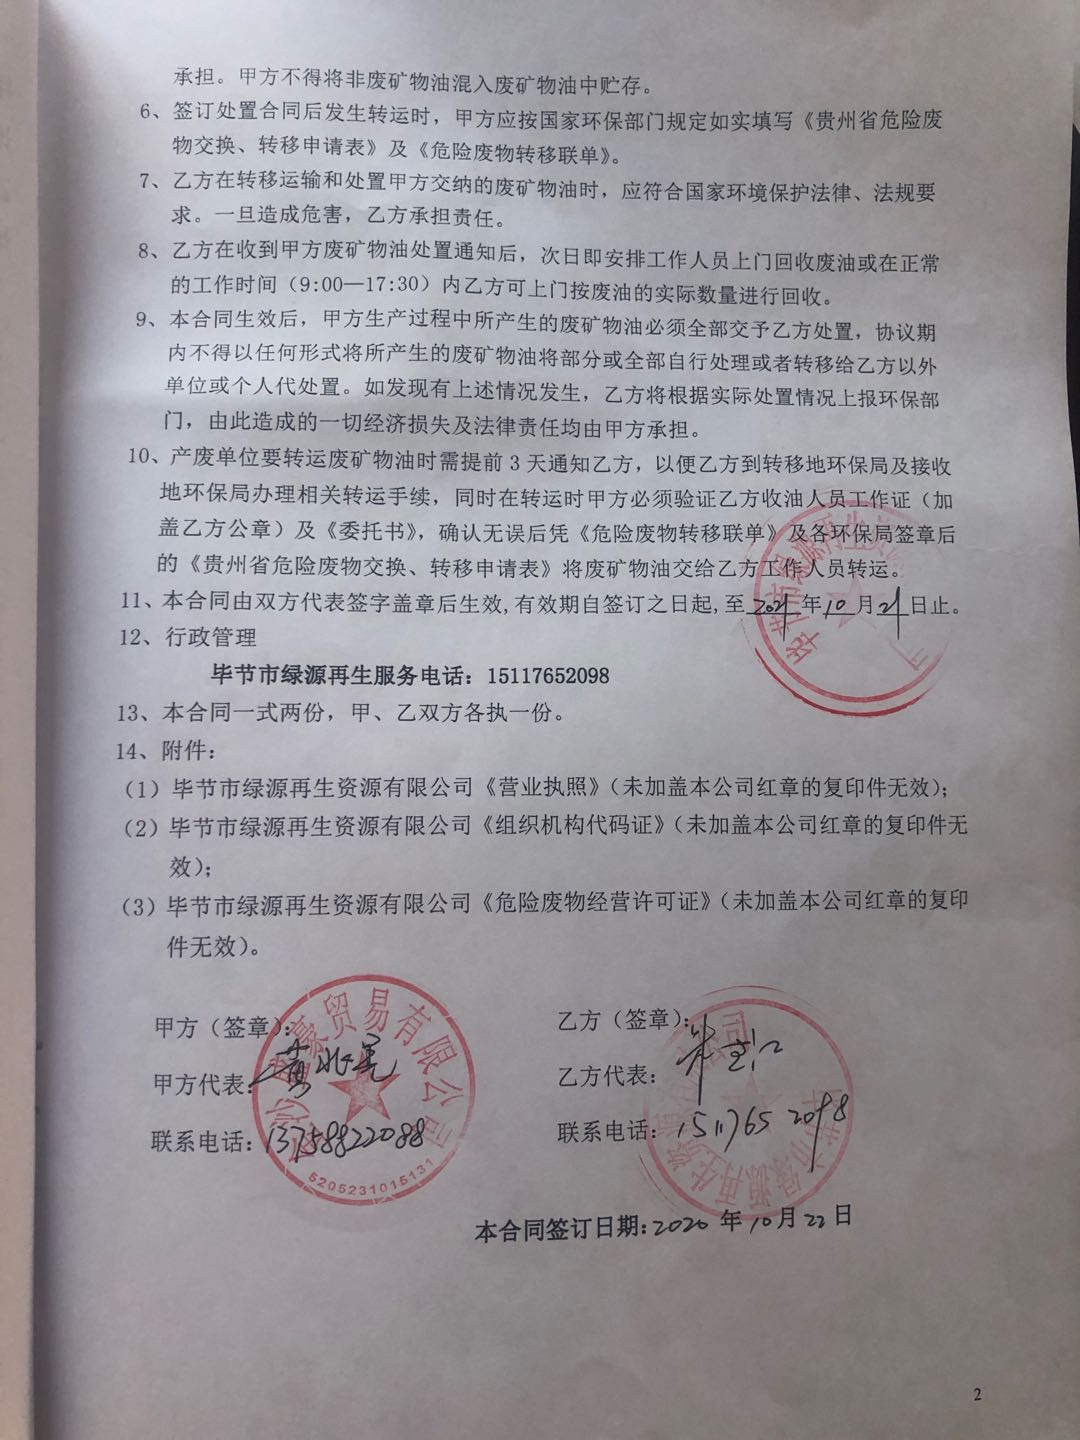 承担。甲方不得将非废矿物油混入废矿物油中贮存。
6、签订处置合同后发生转运时，甲方应按国家环保部门规定如实填写《贵州省危险废
物交换、转移申请表》及《危险废物转移联单》。
7、乙方在转移运输和处置甲方交纳的废矿物油时，应符合国家环境保护法律、法规要
求。一旦造成危害，乙方承担责任。
8、乙方在收到甲方废矿物油处置通知后，次日即安排工作人员上门回收废油或在正常
的工作时间（9:00—17:30）内乙方可上门按废油的实际数量进行回收。
9、本合同生效后，甲方生产过程中所产生的废矿物油必须全部交予乙方处置，协议期
内不得以任何形式将所产生的废矿物油将部分或全部自行处理或者转移给乙方以外
单位或个人代处置。如发现有上述情况发生，乙方将根据实际处置情况上报环保部
门，由此造成的一切经济损失及法律责任均由甲方承担。
10、产废单位要转运废矿物油时需提前 3 天通知乙方，以便乙方到转移地环保局及接收
地环保局办理相关转运手续，同时在转运时甲方必须验证乙方收油人员工作证（加
盖乙方公章）及《委托书》，确认无误后凭《危险废物转移联单》及各环保局签章后
的《贵州省危险废物交换、转移申请表》将废矿物油交给乙方工作人员转运。
11、本合同由双方代表签字盖章后生效,有效期自签订之日起,至2021年10月21日止。
12、行政管理
毕节市绿源再生服务电话：15117652098
13、本合同一式两份，甲、乙双方各执一份。
14、附件：
（1）毕节市绿源再生资源有限公司《营业执照》（未加盖本公司红章的复印件无效）；
（2）毕节市绿源再生资源有限公司《组织机构代码证》（未加盖本公司红章的复印件无
效）；
（3）毕节市绿源再生资源有限公司《危险废物经营许可证》（未加盖本公司红章的复印
件无效）。
甲方（签章）：
乙方（签章）：
甲方代表：黄
乙方代表：
联系电话：13758822088
联系电话：15117652098
豪贸易有限公司
5205231015131
毕节市绿源再生资
本合同签订日期：2020年10月22日
2